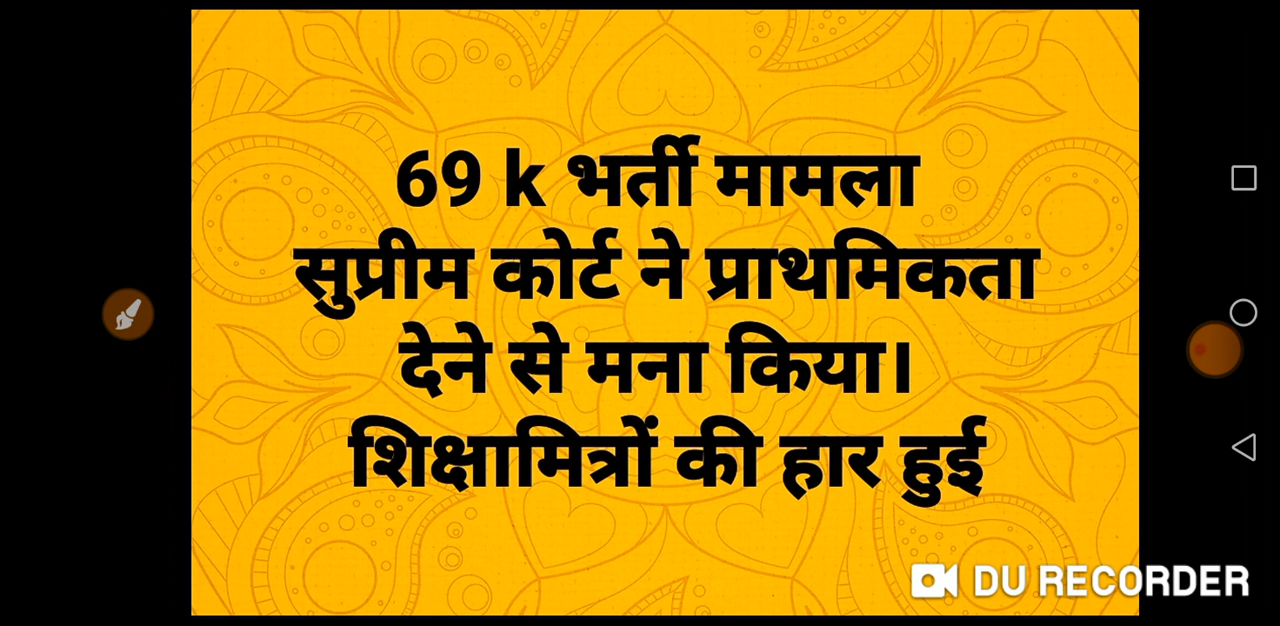 69 k भर्ती मामला
सुप्रीम कोर्ट ने प्राथमिकता
देने से मना किया।
शिक्षामित्रों की हार हुई
DU RECORDER